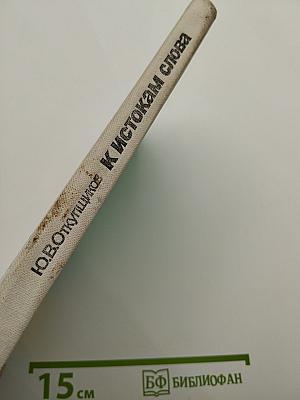 Ю.В.Откупщиков К ИСТОКАМ СЛОВА
15 см
БФ БИБЛИОФАН